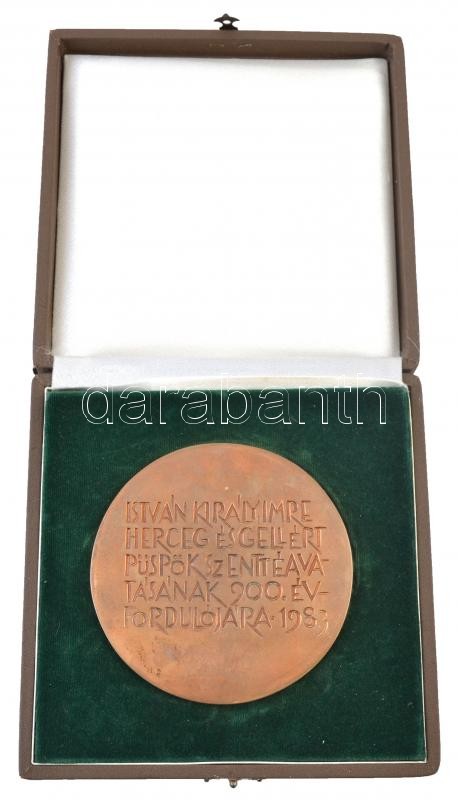 darabanth
ISTVÁN KIRÁLY IMRE
HERCEG ÉS GELLÉRT
PÜSPÖK SZENTTÉAVA-
TÁSÁNAK 900. ÉV-
FORDULÓJÁRA · 1983